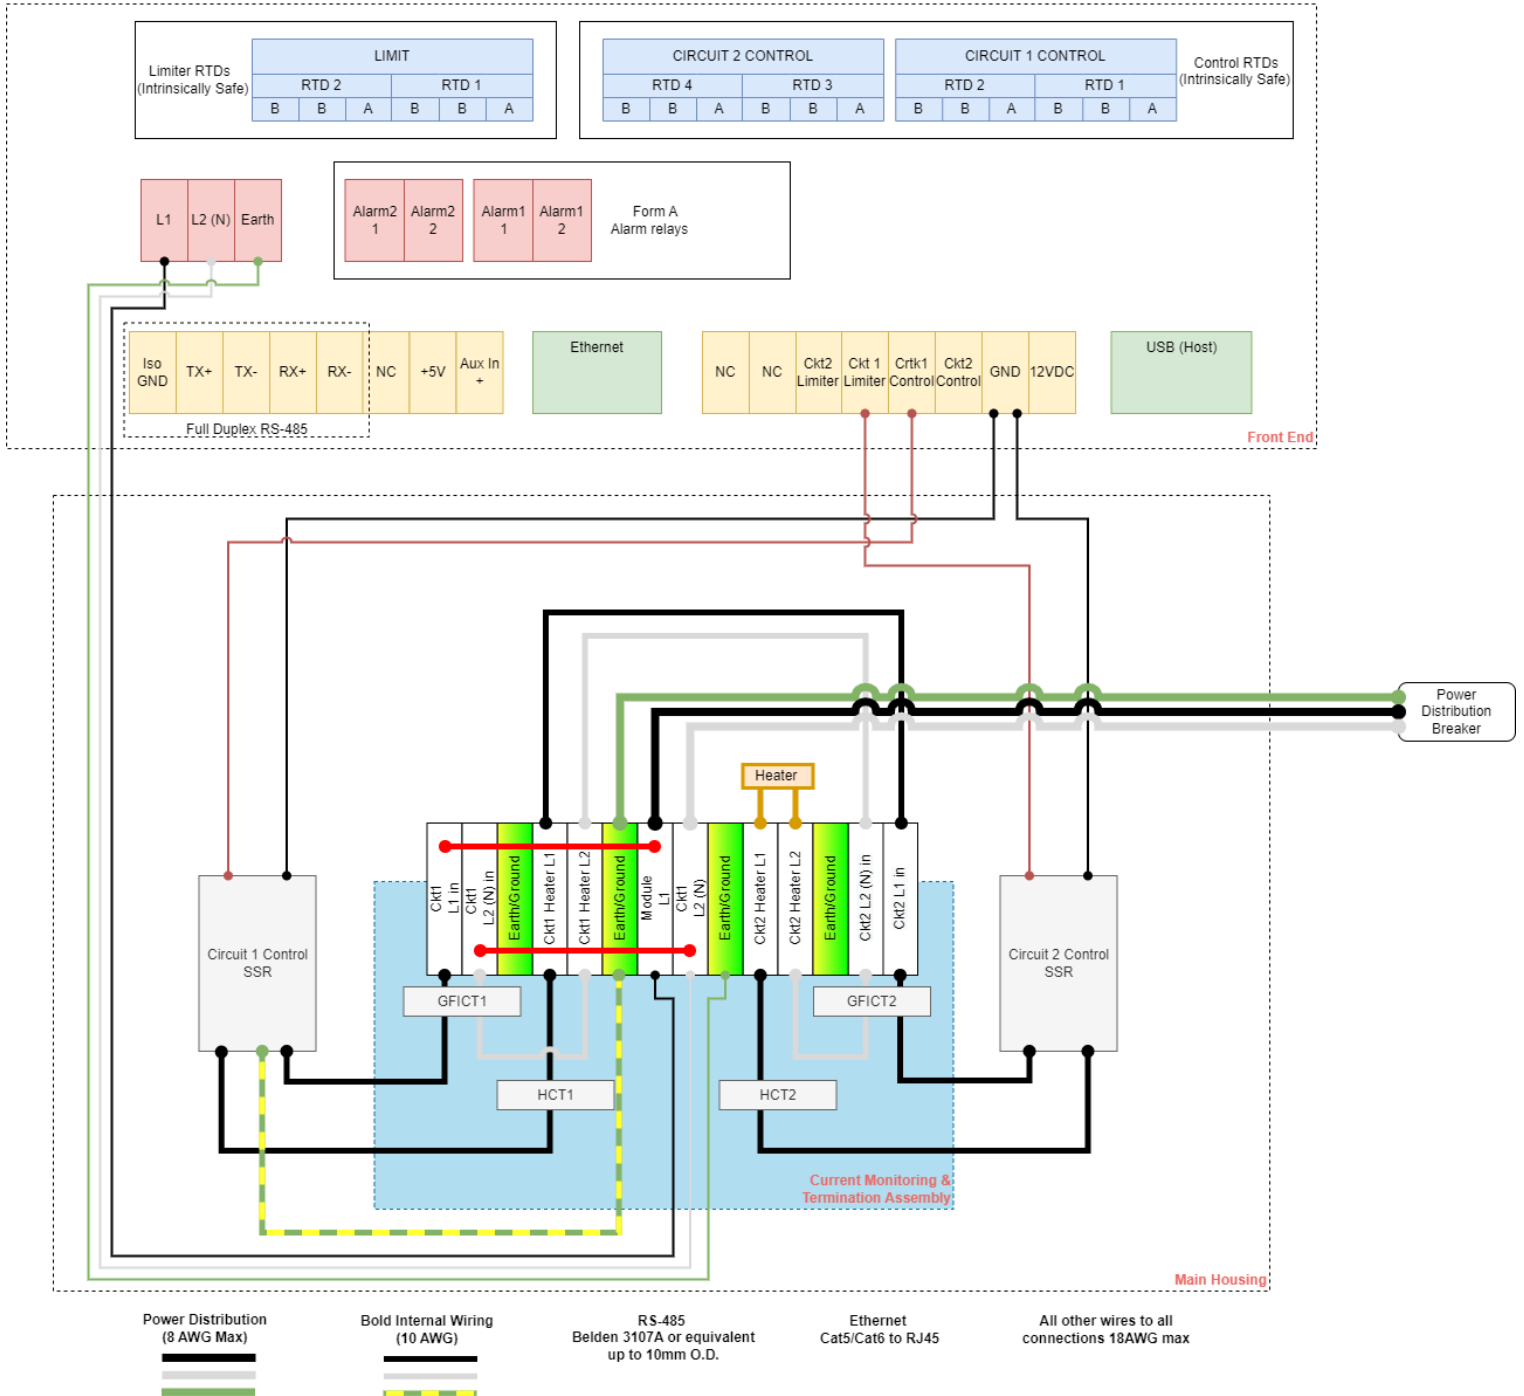 Limiter RTDs
(Intrinsically Safe)
LIMIT
RTD 2
RTD 1
B
B
A
B
B
A
CIRCUIT 2 CONTROL
RTD 4
RTD 3
B
B
A
B
B
A
CIRCUIT 1 CONTROL
RTD 2
RTD 1
B
B
A
B
B
A
Control RTDs
(Intrinsically Safe)
L1
L2 (N)
Earth
Alarm2
1
Alarm2
2
Alarm1
1
Alarm1
2
Form A
Alarm relays
Iso
GND
TX+
TX-
RX+
RX-
NC
+5V
Aux In
+
Full Duplex RS-485
Ethernet
NC
NC
Ckt2
Limiter
Ckt 1
Limiter
Crtk1
Control
Ckt2
Control
GND
12VDC
USB (Host)
Front End
Power
Distribution
Breaker
Heater
Ckt1
L1 in
Ckt1
L2 (N) in
Earth/Ground
Ckt1 Heater L1
Ckt1 Heater L2
Earth/Ground
Module
L1
Ckt1
L2 (N)
Earth/Ground
Ckt2 Heater L1
Ckt2 Heater L2
Earth/Ground
Ckt2 L2 (N) in
Ckt2 L1 in
Circuit 1 Control
SSR
Circuit 2 Control
SSR
GFICT1
GFICT2
HCT1
HCT2
Current Monitoring &
Termination Assembly
Main Housing
Power Distribution
(8 AWG Max)
Bold Internal Wiring
(10 AWG)
RS-485
Belden 3107A or equivalent
up to 10mm O.D.
Ethernet
Cat5/Cat6 to RJ45
All other wires to all
connections 18AWG max